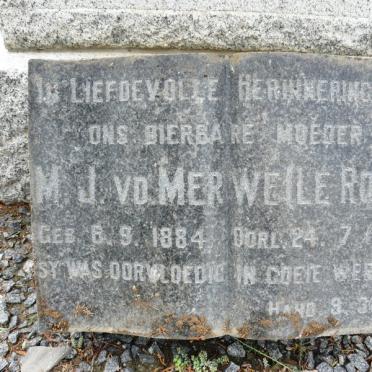 IN LIEFDEVOLLE HERINNERING
ONS DIERBARE MOEDER
M. J. VD. MERWE (LE RO
GEB 6. 9. 1884 OORL. 24. 7.
SY WAS OORVLOEDIG IN GOEIE WER
HAND 9. 3